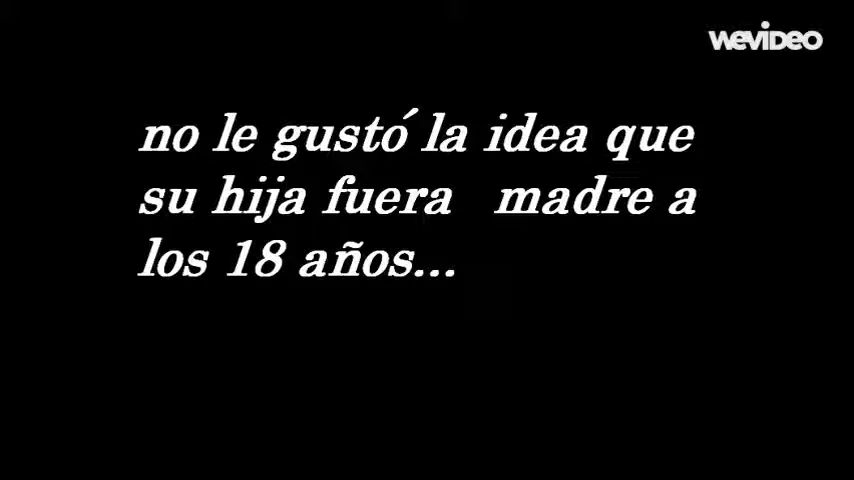 wevideo
no le gustó la idea que
su hija fuera madre a
los 18 años...